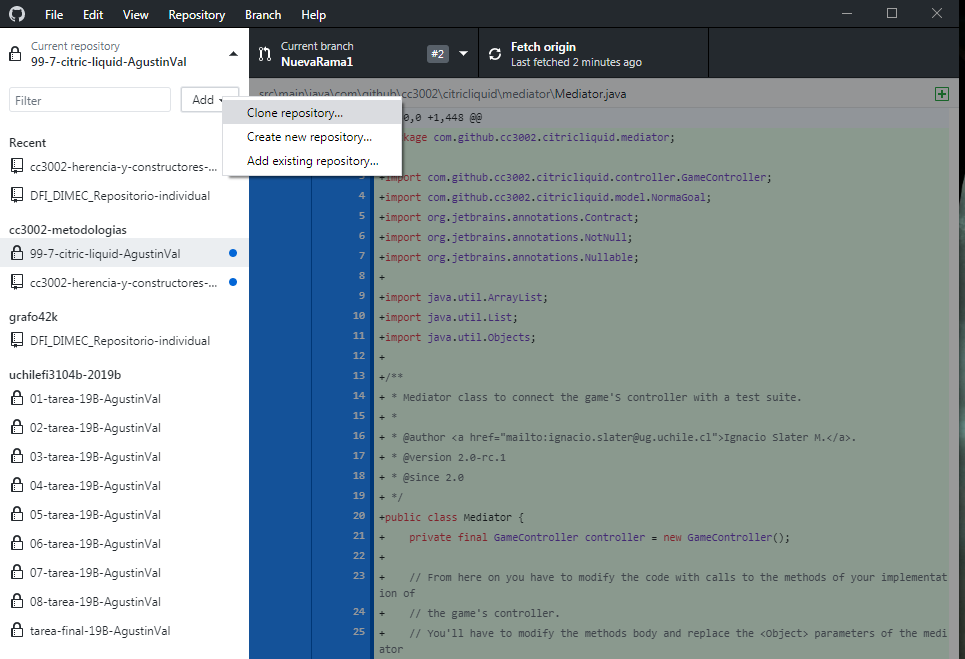 File Edit View Repository Branch Help
Current repository
99-7-citric-liquid-AgustinVal
Current branch
NuevaRama1
#2
Fetch origin
Last fetched 2 minutes ago
Filter
Add
Clone repository...
Create new repository...
Add existing repository...
Recent
cc3002-herencia-y-constructores-...
DFI_DIMEC_Repositorio-individual
cc3002-metodologias
99-7-citric-liquid-AgustinVal
cc3002-herencia-y-constructores-...
grafo42k
DFI_DIMEC_Repositorio-individual
uchilefi3104b-2019b
01-tarea-19B-AgustinVal
02-tarea-19B-AgustinVal
03-tarea-19B-AgustinVal
04-tarea-19B-AgustinVal
05-tarea-19B-AgustinVal
06-tarea-19B-AgustinVal
07-tarea-19B-AgustinVal
08-tarea-19B-AgustinVal
tarea-final-19B-AgustinVal
src\main\java\com\github\cc3002\citricliquid\mediator\Mediator.java
0,0 +1,448 @@
kage com.github.cc3002.citricliquid.mediator;
3 +import com.github.cc3002.citricliquid.controller.GameController;
4 +import com.github.cc3002.citricliquid.model.NormaGoal;
5 +import org.jetbrains.annotations.Contract;
6 +import org.jetbrains.annotations.NotNull;
7 +import org.jetbrains.annotations.Nullable;
8 +
9 +import java.util.ArrayList;
10 +import java.util.List;
11 +import java.util.Objects;
12 +
13 +/**
14 + * Mediator class to connect the game'S controller with a test suite.
15 + *
16 + * @author <a href="mailto:ignacio.slater@ug.uchile.cl">Ignacio Slater M.</a>.
17 + * @version 2.0-rc.1
18 + * @since 2.0
19 + */
20 +public class Mediator {
21 + private final GameController controller = new GameController();
22 +
23 + // From here on you have to modify the code with calls to the methods of your implementat
ion of
24 + // the game's controller.
25 + // You'll have to modify the methods body and replace the <Object> parameters of the medi
ator